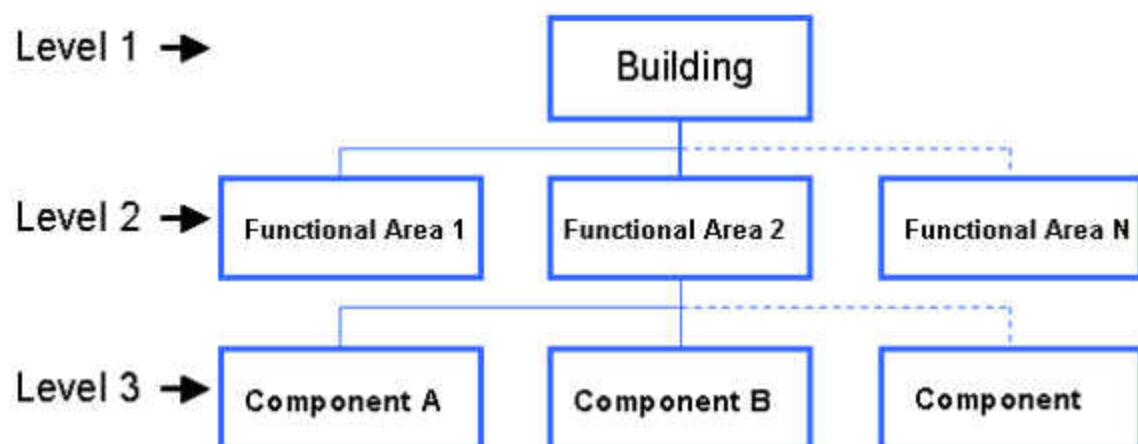 Level 1
Building
Level 2
Functional Area 1
Functional Area 2
Functional Area N
Level 3
Component A
Component B
Component